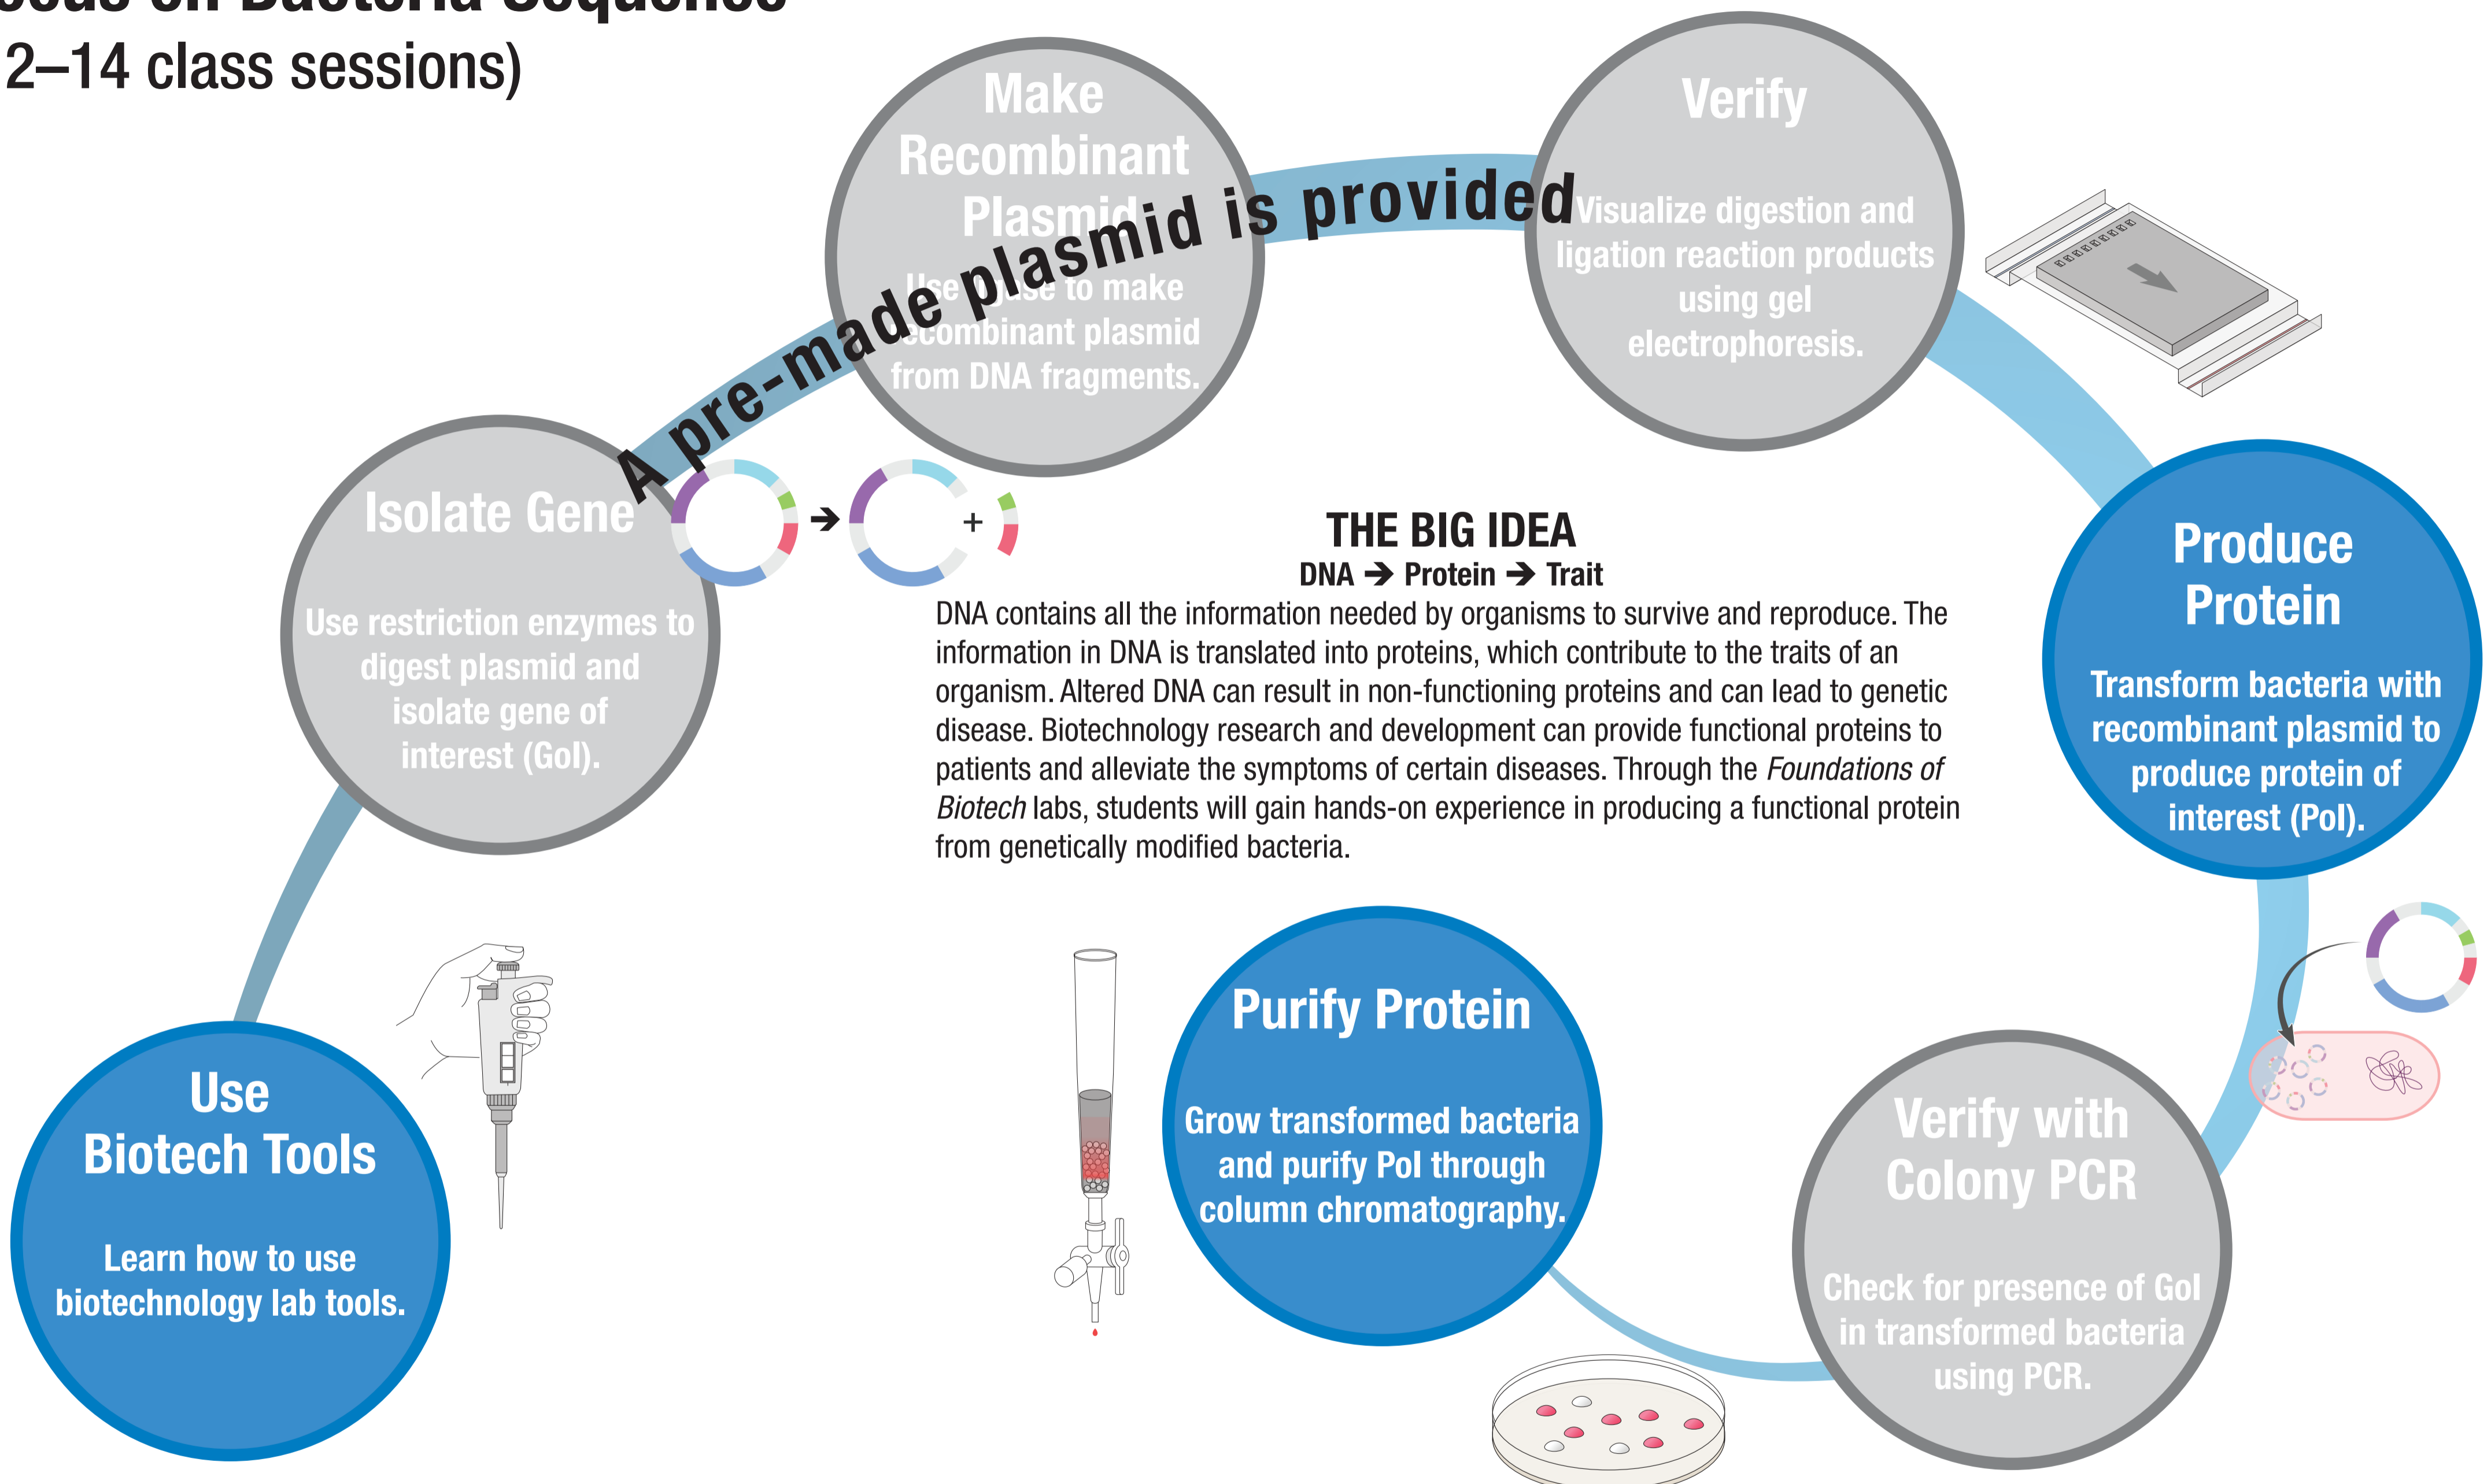 on Bacteria Sequence
2–14 class sessions)
Make
Recombinant
Plasmid
Use ligase to make
recombinant plasmid
from DNA fragments.
Verify
Visualize digestion and
ligation reaction products
using gel
electrophoresis.
A pre-made plasmid is provided
Isolate Gene
Use restriction enzymes to
digest plasmid and
isolate gene of
interest (GoI).
+
THE BIG IDEA
DNA ➔ Protein ➔ Trait
DNA contains all the information needed by organisms to survive and reproduce. The
information in DNA is translated into proteins, which contribute to the traits of an
organism. Altered DNA can result in non-functioning proteins and can lead to genetic
disease. Biotechnology research and development can provide functional proteins to
patients and alleviate the symptoms of certain diseases. Through the Foundations of
Biotech labs, students will gain hands-on experience in producing a functional protein
from genetically modified bacteria.
Produce
Protein
Transform bacteria with
recombinant plasmid to
produce protein of
interest (PoI).
Use
Biotech Tools
Learn how to use
biotechnology lab tools.
Purify Protein
Grow transformed bacteria
and purify PoI through
column chromatography.
Verify with
Colony PCR
Check for presence of GoI
in transformed bacteria
using PCR.